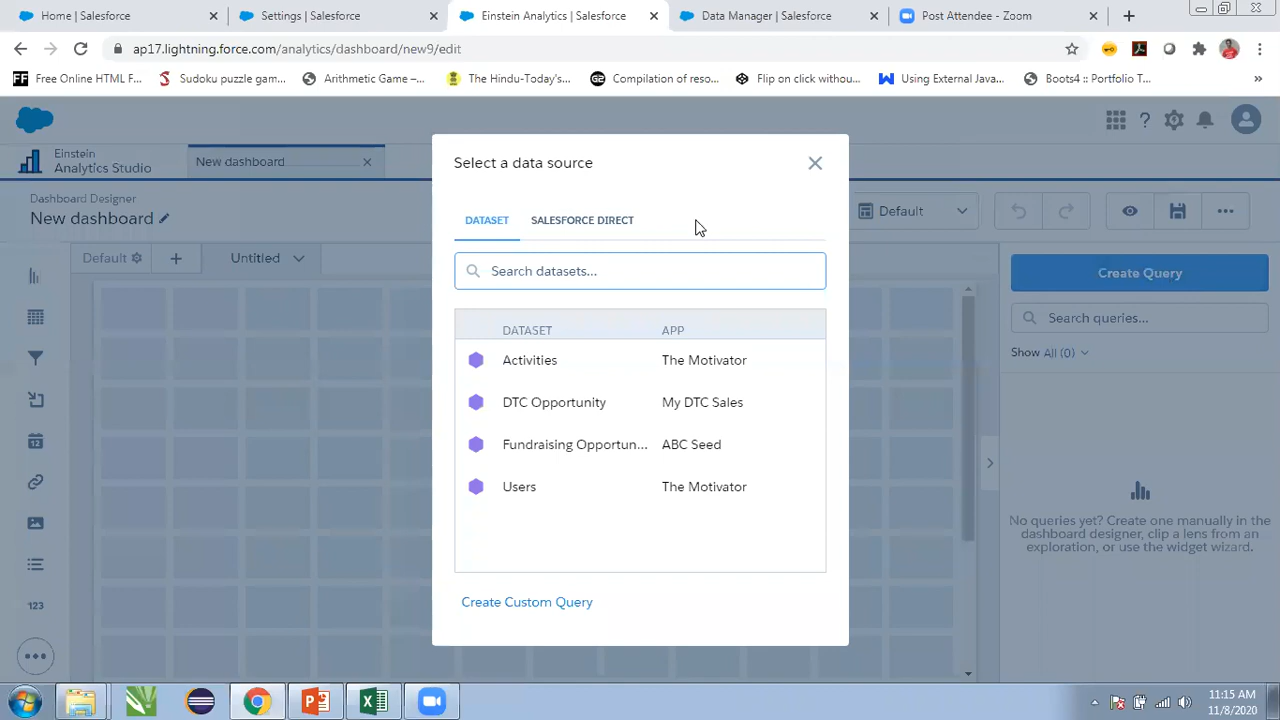 Home | Salesforce
Settings | Salesforce
Einstein Analytics | Salesforce
Data Manager | Salesforce
Post Attendee - Zoom
ap17.lightning.force.com/analytics/dashboard/new9/edit
Free Online HTML F...
Sudoku puzzle gam...
Arithmetic Game –...
The Hindu-Today's...
Compilation of reso...
Flip on click withou...
Using External Java...
Boots4 :: Portfolio T...
Einstein
Analytics Studio
New dashboard
Dashboard Designer
New dashboard
Default
Default
Untitled
Create Query
Search queries...
Show All (0)
No queries yet? Create one manually in the
dashboard designer, clip a lens from an
exploration, or use the widget wizard.
Select a data source
DATASET SALESFORCE DIRECT
Search datasets...
DATASET APP
Activities The Motivator
DTC Opportunity My DTC Sales
Fundraising Opportun... ABC Seed
Users The Motivator
Create Custom Query
123
11:15 AM
11/8/2020